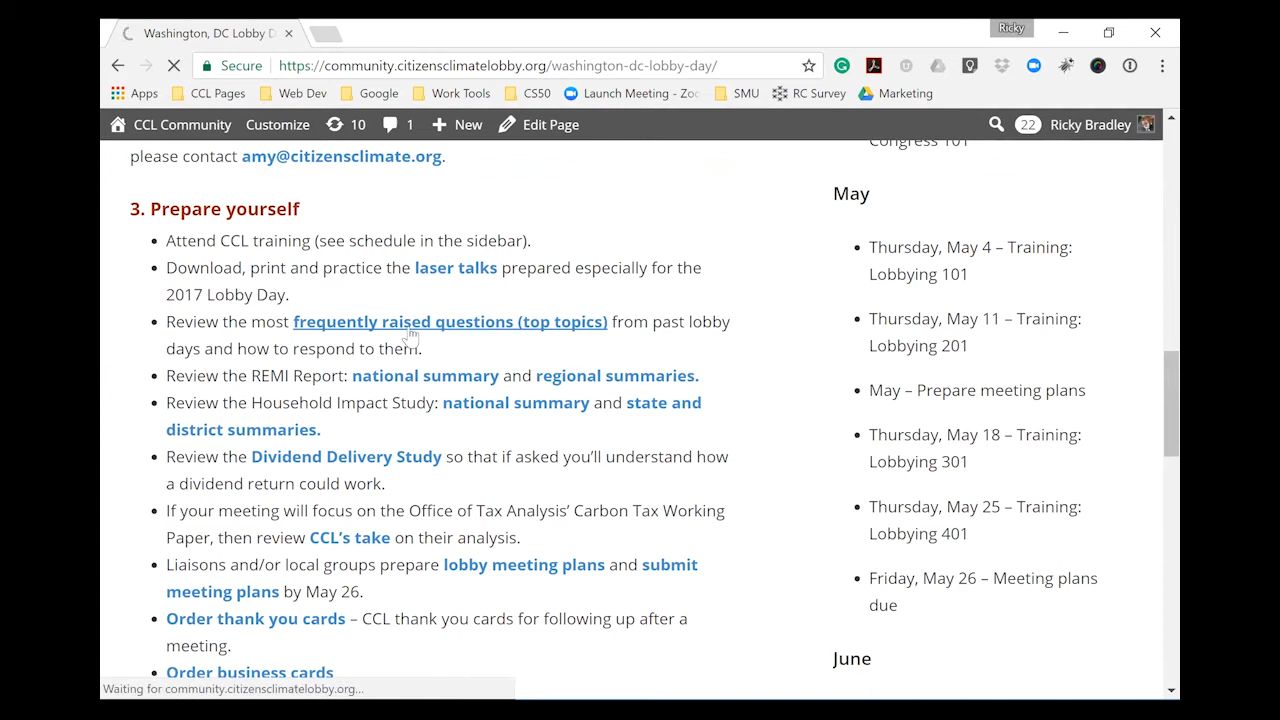 Washington, DC Lobby D
Ricky
Secure
https://community.citizensclimatelobby.org/washington-dc-lobby-day/
Apps
CCL Pages
Web Dev
Google
Work Tools
CS50
Launch Meeting - Zoo
SMU
RC Survey
Marketing
CCL Community
Customize
10
1
New
Edit Page
22
Ricky Bradley
please contact amy@citizensclimate.org.
3. Prepare yourself
• Attend CCL training (see schedule in the sidebar).
• Download, print and practice the laser talks prepared especially for the
2017 Lobby Day.
• Review the most frequently raised questions (top topics) from past lobby
days and how to respond to them.
• Review the REMI Report: national summary and regional summaries.
• Review the Household Impact Study: national summary and state and
district summaries.
• Review the Dividend Delivery Study so that if asked you’ll understand how
a dividend return could work.
• If your meeting will focus on the Office of Tax Analysis’ Carbon Tax Working
Paper, then review CCL’s take on their analysis.
• Liaisons and/or local groups prepare lobby meeting plans and submit
meeting plans by May 26.
• Order thank you cards – CCL thank you cards for following up after a
meeting.
• Order business cards
Congress 101
May
• Thursday, May 4 – Training:
Lobbying 101
• Thursday, May 11 – Training:
Lobbying 201
• May – Prepare meeting plans
• Thursday, May 18 – Training:
Lobbying 301
• Thursday, May 25 – Training:
Lobbying 401
• Friday, May 26 – Meeting plans
due
June
Waiting for community.citizensclimatelobby.org...